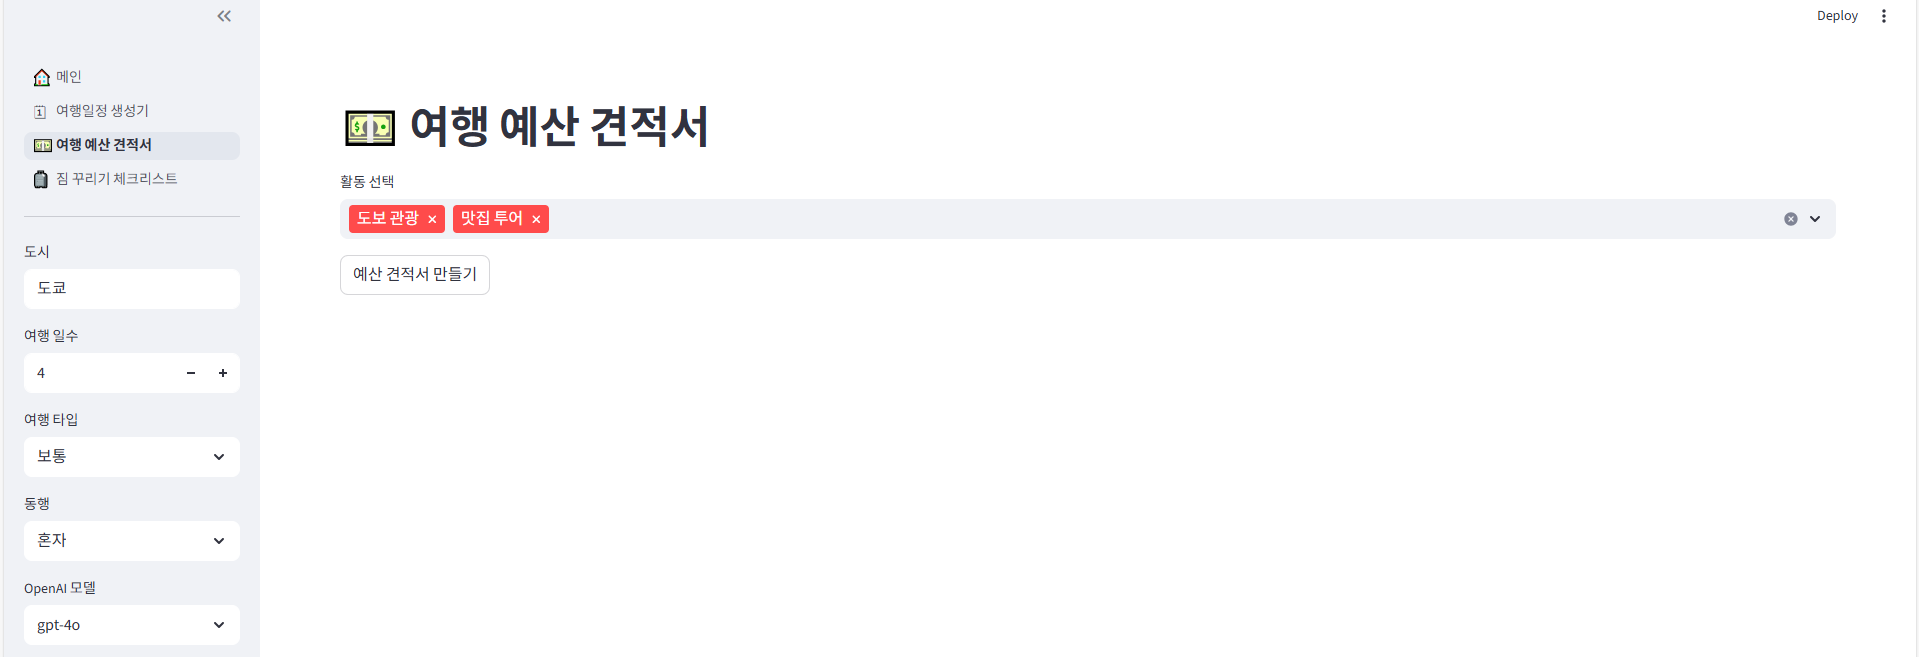 Deploy
메인
여행일정 생성기
여행 예산 견적서
짐 꾸리기 체크리스트
도시
도쿄
여행 일수
4
여행 타입
보통
동행
혼자
OpenAI 모델
gpt-4o
여행 예산 견적서
활동 선택
도보 관광 맛집 투어
예산 견적서 만들기